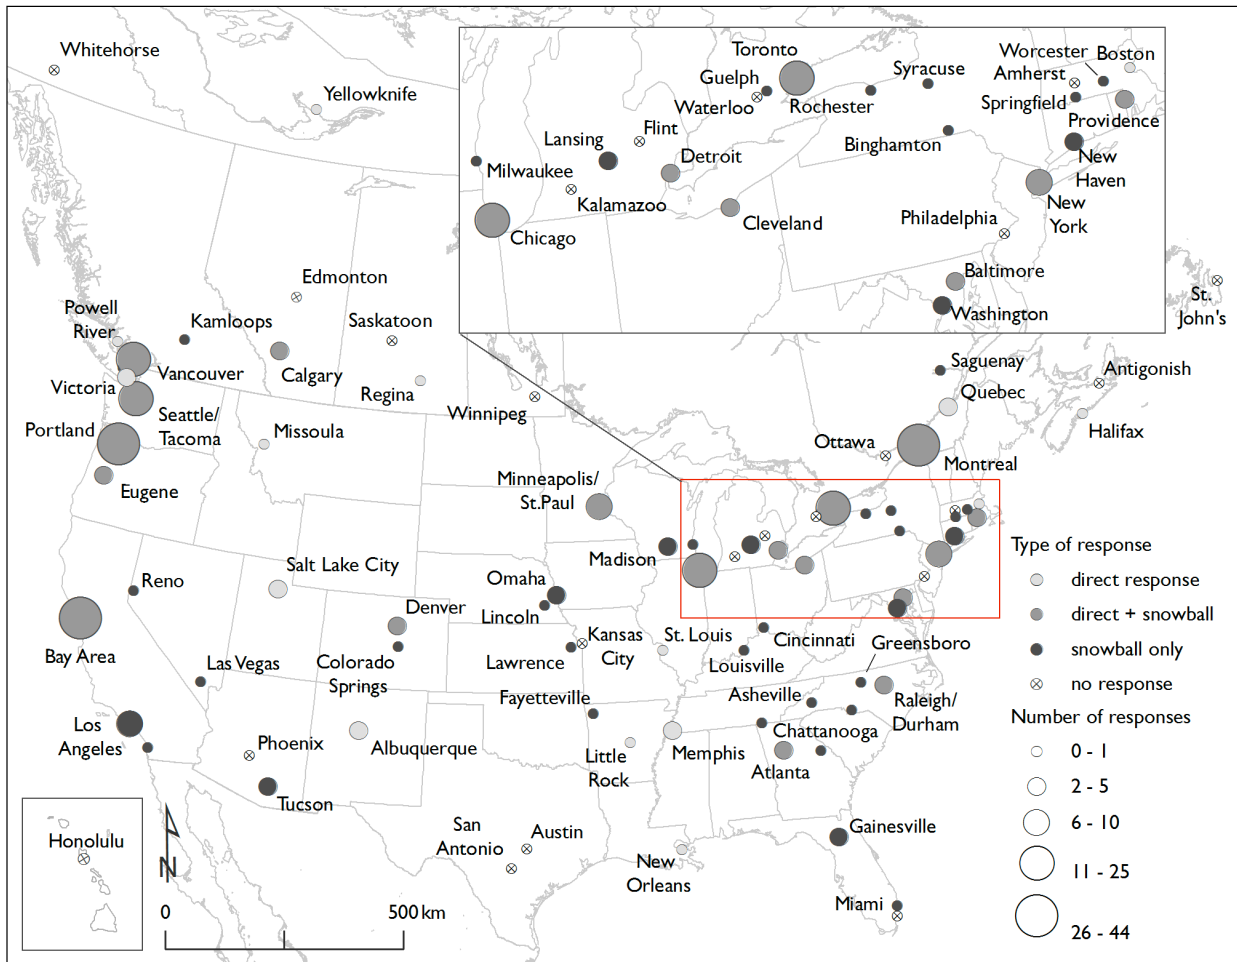 Whitehorse
Yellowknife
Toronto
Guelph
Waterloo
Rochester
Syracuse
Worcester
Boston
Amherst
Springfield
Providence
Flint
Lansing
Detroit
Binghamton
New
Haven
Milwaukee
Kalamazoo
Cleveland
Chicago
New
York
Philadelphia
Baltimore
Washington
St.
John's
Edmonton
Powell
River
Kamloops
Saskatoon
Calgary
Vancouver
Victoria
Regina
Winnipeg
Seattle/
Tacoma
Portland
Missoula
Eugene
Saguenay
Quebec
Antigonish
Halifax
Ottawa
Montreal
Minneapolis/
St.Paul
Madison
Reno
Salt Lake City
Omaha
Lincoln
Denver
Bay Area
Las Vegas
Colorado
Springs
Lawrence
Kansas
City
St. Louis
Cincinnati
Louisville
Greensboro
Fayetteville
Asheville
Raleigh/
Durham
Los
Angeles
Phoenix
Albuquerque
Tucson
Little
Rock
Memphis
Chattanooga
Atlanta
San
Antonio
Austin
New
Orleans
Gainesville
Miami
Honolulu
N
0
500 km
Type of response
direct response
direct + snowball
snowball only
no response
Number of responses
0 - 1
2 - 5
6 - 10
11 - 25
26 - 44